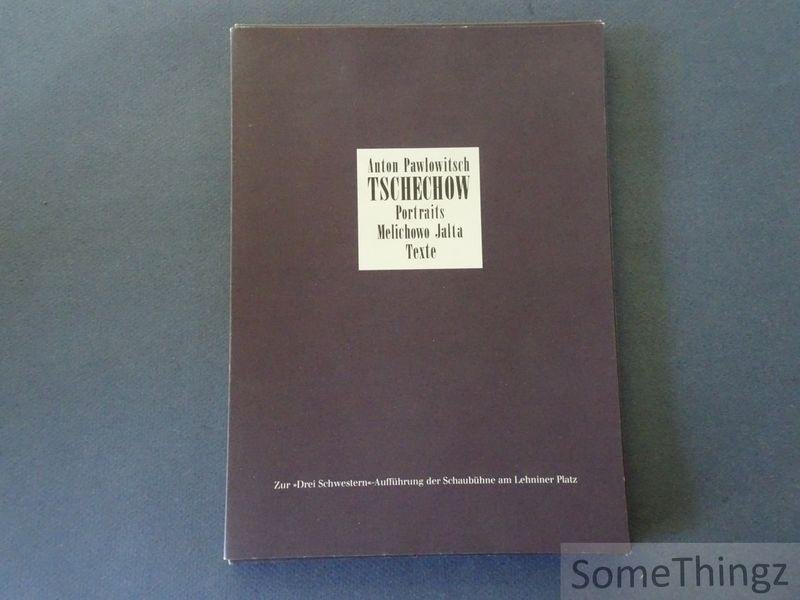 Anton Pawlowitsch
TSCHECHOW
Portraits
Melichowo Jalta
Texte
Zur »Drei Schwestern«-Aufführung der Schaubühne am Lehniner Platz
SomeThingz